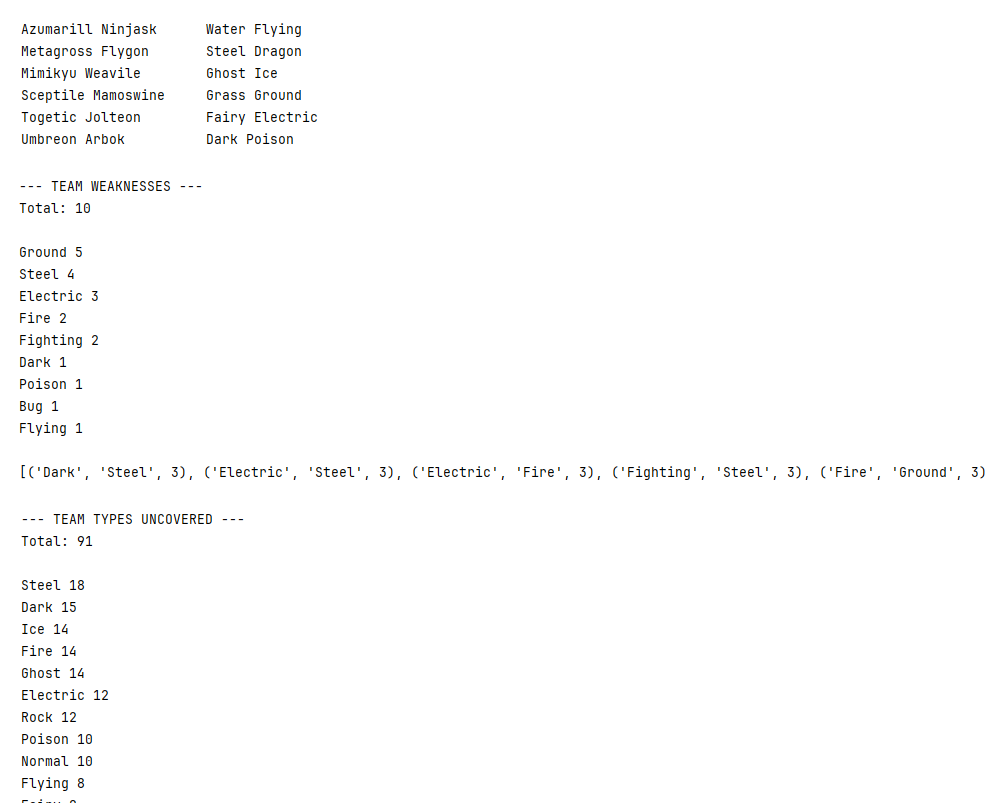 Azumarill Ninjask Water Flying
Metagross Flygon Steel Dragon
Mimikyu Weavile Ghost Ice
Sceptile Mamoswine Grass Ground
Togetic Jolteon Fairy Electric
Umbreon Arbok Dark Poison
--- TEAM WEAKNESSES ---
Total: 10
Ground 5
Steel 4
Electric 3
Fire 2
Fighting 2
Dark 1
Poison 1
Bug 1
Flying 1
[('Dark', 'Steel', 3), ('Electric', 'Steel', 3), ('Electric', 'Fire', 3), ('Fighting', 'Steel', 3), ('Fire', 'Ground', 3)
--- TEAM TYPES UNCOVERED ---
Total: 91
Steel 18
Dark 15
Ice 14
Fire 14
Ghost 14
Electric 12
Rock 12
Poison 10
Normal 10
Flying 8